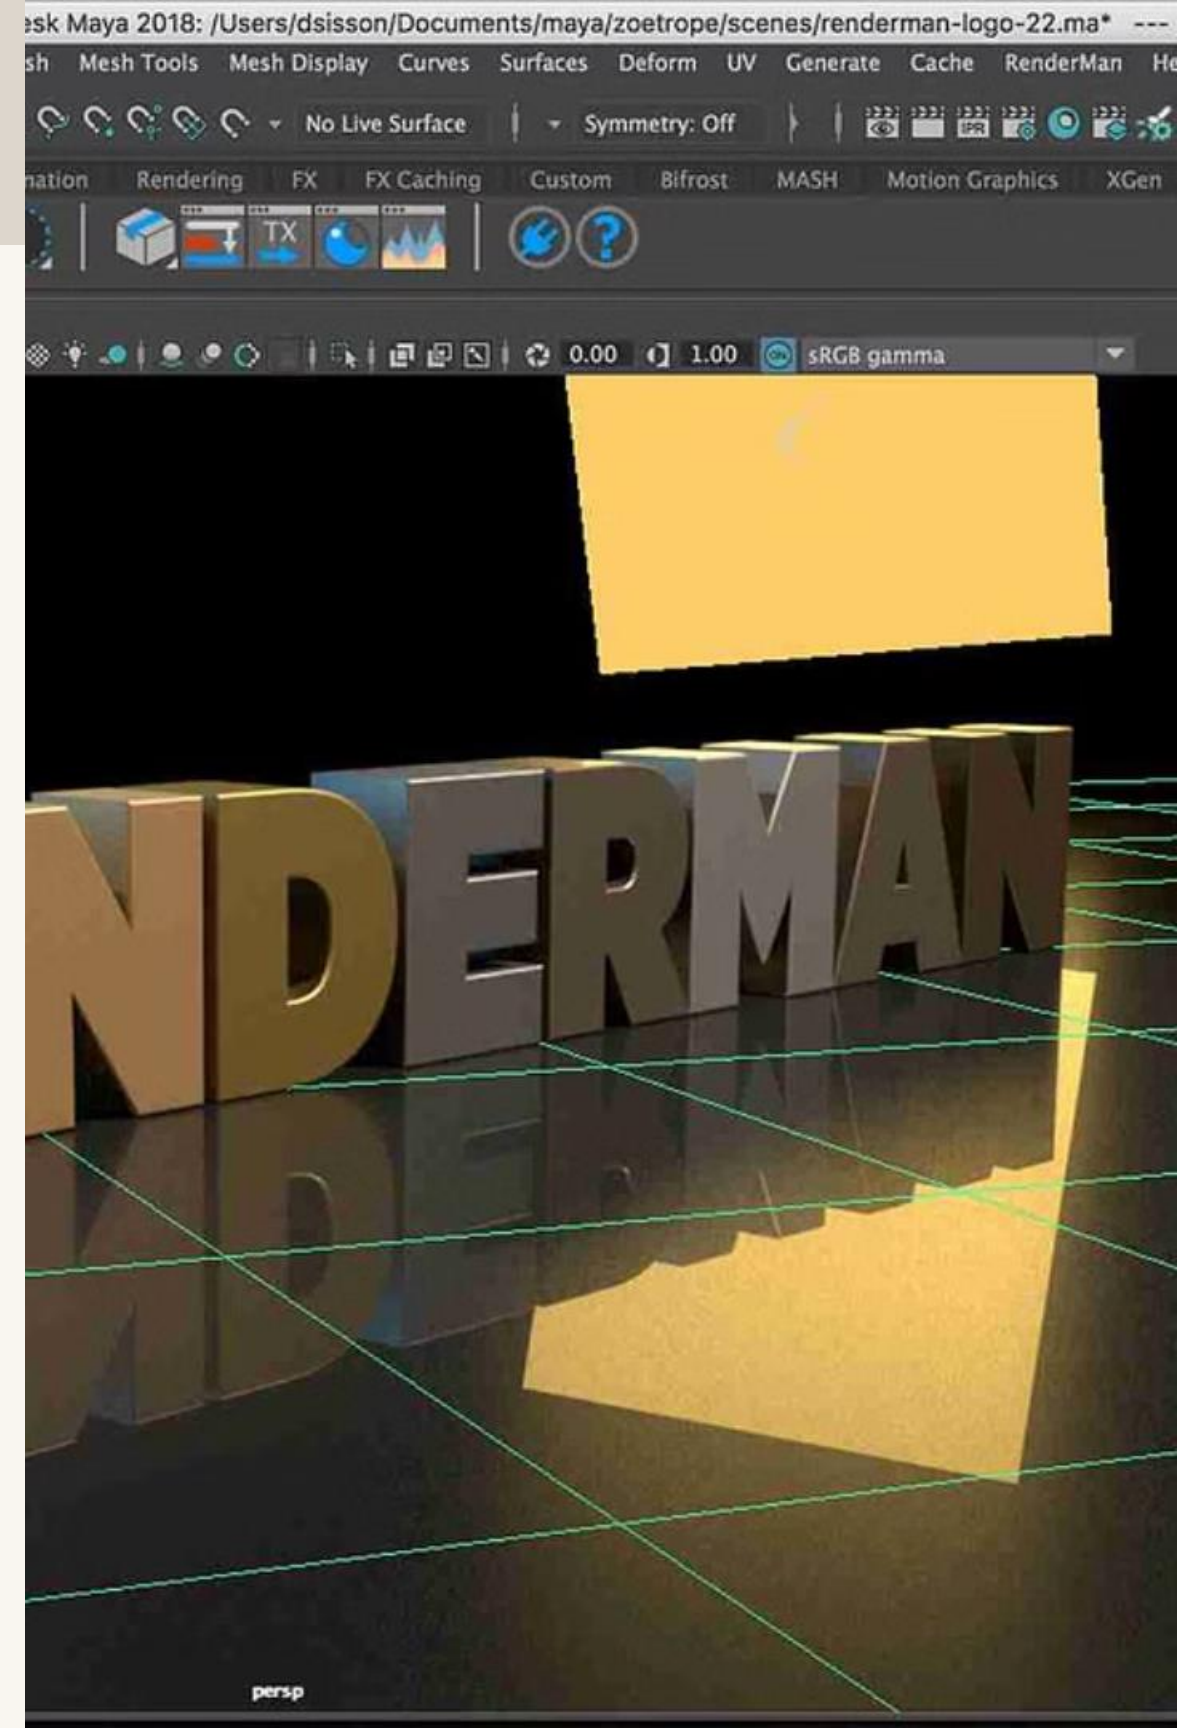 esk Maya 2018: /Users/dsisson/Documents/maya/zoetrope/scenes/renderman-logo-22.ma* ---
sh Mesh Tools Mesh Display Curves Surfaces Deform UV Generate Cache RenderMan He
No Live Surface Symmetry: Off IPR
nation Rendering FX FX Caching Custom Bifrost MASH Motion Graphics XGen
TX ?
0.00 1.00 ON sRGB gamma
NDERMAN
persp